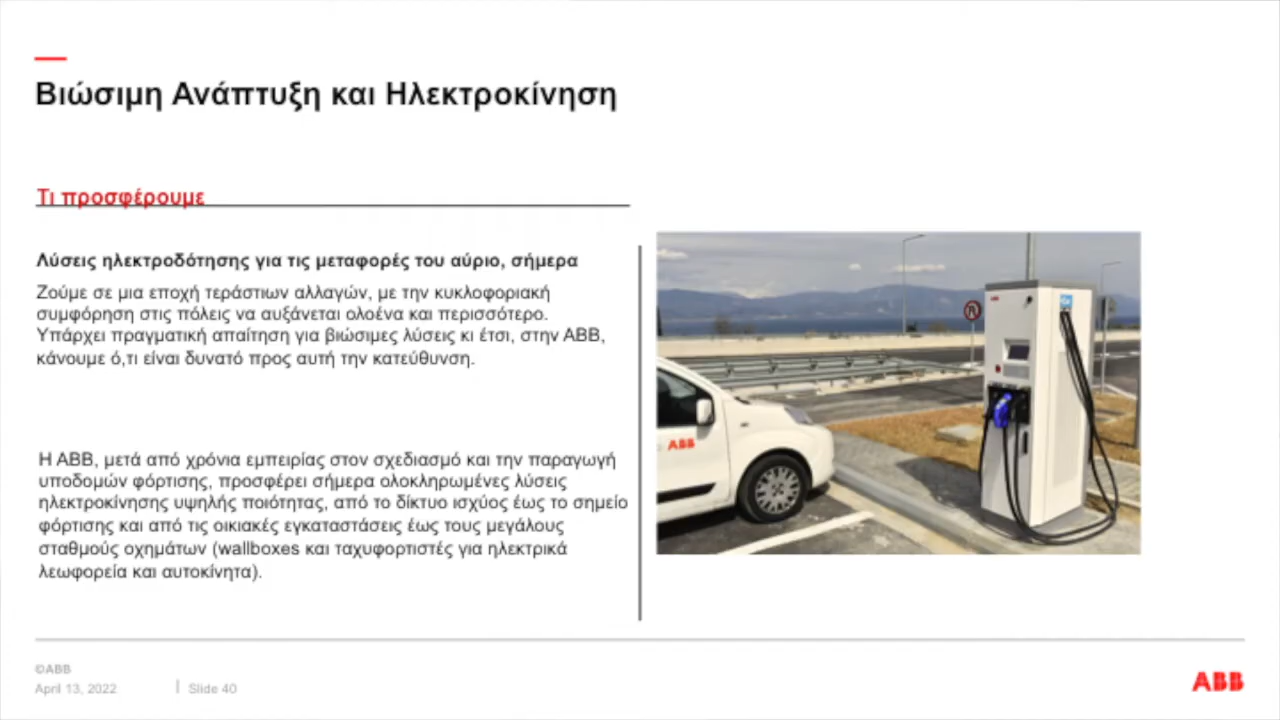 Βιώσιμη Ανάπτυξη και Ηλεκτροκίνηση
Τι προσφέρουμε
Λύσεις ηλεκτροδότησης για τις μεταφορές του αύριο, σήμερα
Ζούμε σε μια εποχή τεράστιων αλλαγών, με την κυκλοφοριακή
συμφόρηση στις πόλεις να αυξάνεται ολοένα και περισσότερο.
Υπάρχει πραγματική απαίτηση για βιώσιμες λύσεις κι έτσι, στην ABB,
κάνουμε ό,τι είναι δυνατό προς αυτή την κατεύθυνση.
Η ABB, μετά από χρόνια εμπειρίας στον σχεδιασμό και την παραγωγή
υποδομών φόρτισης, προσφέρει σήμερα ολοκληρωμένες λύσεις
ηλεκτροκίνησης υψηλής ποιότητας, από το δίκτυο ισχύος έως το σημείο
φόρτισης και από τις οικιακές εγκαταστάσεις έως τους μεγάλους
σταθμούς οχημάτων (wallboxes και ταχυφορτιστές για ηλεκτρικά
λεωφορεία και αυτοκίνητα).
ABB
ABB
©ABB
April 13, 2022 | Slide 40
ABB